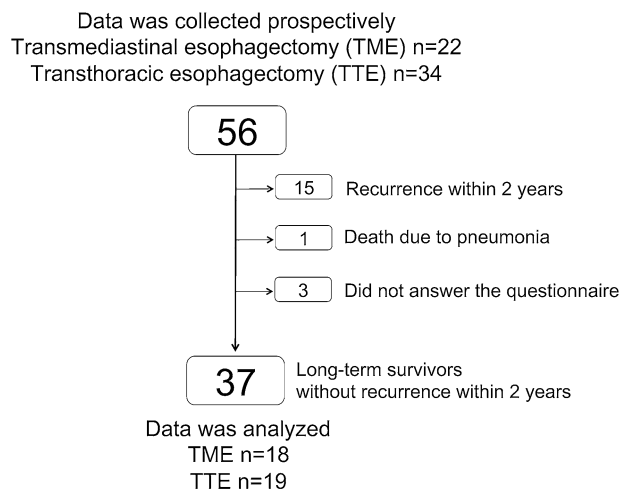 Data was collected prospectively
Transmediastinal esophagectomy (TME) n=22
Transthoracic esophagectomy (TTE) n=34
56
15 Recurrence within 2 years
1 Death due to pneumonia
3 Did not answer the questionnaire
37
Long-term survivors
without recurrence within 2 years
Data was analyzed
TME n=18
TTE n=19